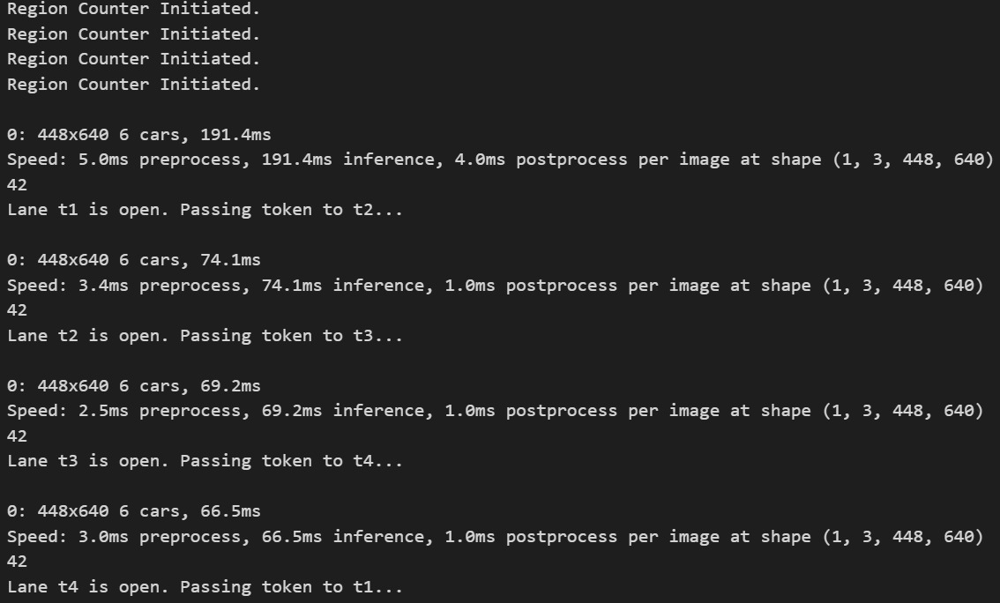 Region Counter Initiated.
Region Counter Initiated.
Region Counter Initiated.
Region Counter Initiated.
0: 448x640 6 cars, 191.4ms
Speed: 5.0ms preprocess, 191.4ms inference, 4.0ms postprocess per image at shape (1, 3, 448, 640)
42
Lane t1 is open. Passing token to t2...
0: 448x640 6 cars, 74.1ms
Speed: 3.4ms preprocess, 74.1ms inference, 1.0ms postprocess per image at shape (1, 3, 448, 640)
42
Lane t2 is open. Passing token to t3...
0: 448x640 6 cars, 69.2ms
Speed: 2.5ms preprocess, 69.2ms inference, 1.0ms postprocess per image at shape (1, 3, 448, 640)
42
Lane t3 is open. Passing token to t4...
0: 448x640 6 cars, 66.5ms
Speed: 3.0ms preprocess, 66.5ms inference, 1.0ms postprocess per image at shape (1, 3, 448, 640)
42
Lane t4 is open. Passing token to t1...